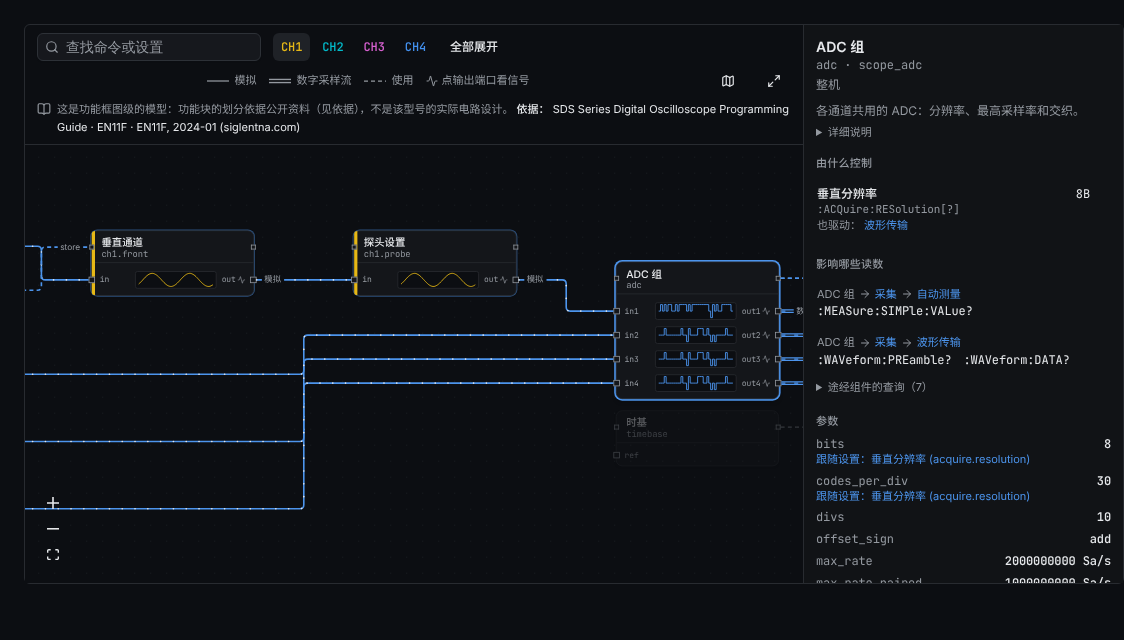 查找命令或设置
CH1 CH2 CH3 CH4 全部展开
模拟 数字采样流 使用 点输出端口看信号
这是功能框图级的模型：功能块的划分依据公开资料（见依据），不是该型号的实际电路设计。 依据： SDS Series Digital Oscilloscope Programming
Guide · EN11F · EN11F, 2024-01 (siglentna.com)
store
垂直通道
ch1.front
in out 模拟
探头设置
ch1.probe
in out 模拟
ADC 组
adc
in1 out1 数
in2 out2
in3 out3
in4 out4
时基
timebase
ref
ADC 组
adc · scope_adc
整机
各通道共用的 ADC：分辨率、最高采样率和交织。
详细说明
由什么控制
垂直分辨率 8B
:ACQuire:RESolution[?]
也驱动： 波形传输
影响哪些读数
ADC 组 → 采集 → 自动测量
:MEASure:SIMPle:VALue?
ADC 组 → 采集 → 波形传输
:WAVeform:PREamble? :WAVeform:DATA?
途经组件的查询（7）
参数
bits 8
跟随设置：垂直分辨率 (acquire.resolution)
codes_per_div 30
跟随设置：垂直分辨率 (acquire.resolution)
divs 10
offset_sign add
max_rate 2000000000 Sa/s
max_rate_paired 1000000000 Sa/s